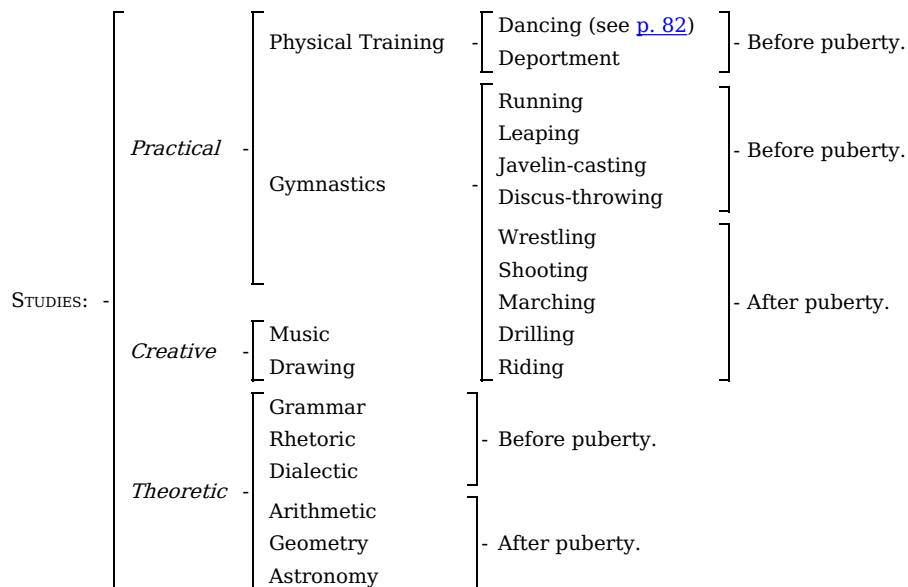 Physical Training - Dancing (see p. 82) - Before puberty.
Deportment
Practical - Gymnastics - Running - Before puberty.
Leaping
Javelin-casting
Discus-throwing
Wrestling - After puberty.
Shooting
Marching
Drilling
Riding
STUDIES: - Creative - Music
Drawing
Theoretic - Grammar - Before puberty.
Rhetoric
Dialectic
Arithmetic - After puberty.
Geometry
Astronomy